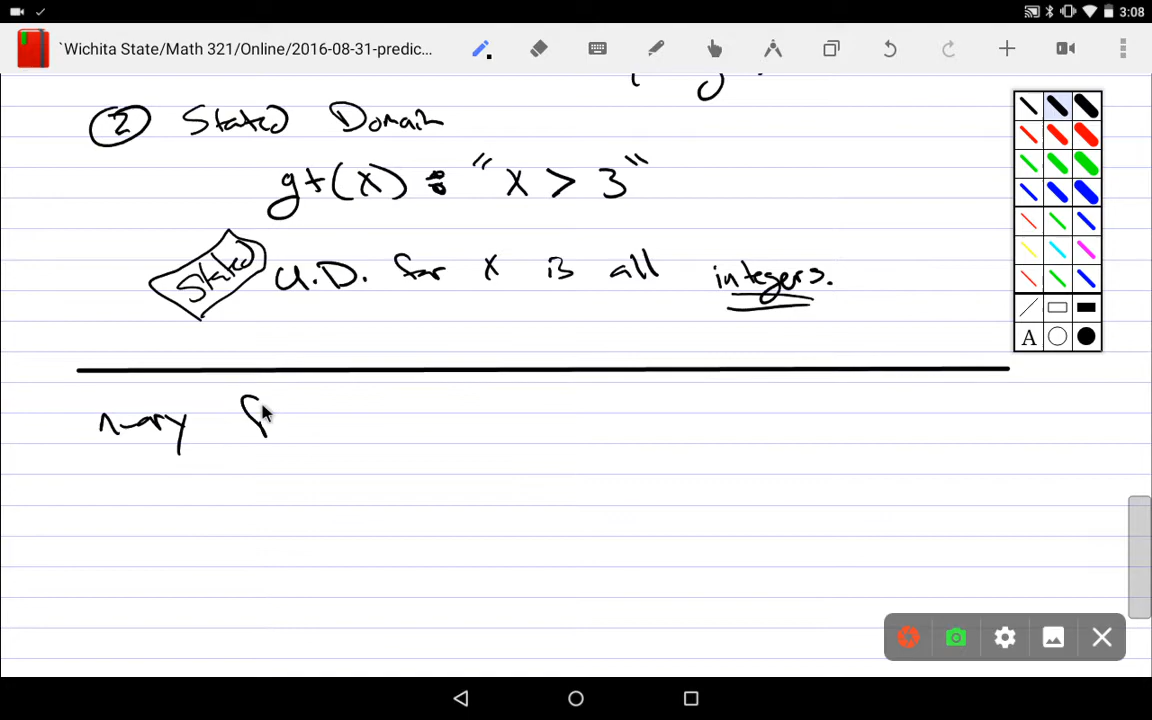 3:08
`Wichita State/Math 321/Online/2016-08-31-predic...
② Stated Domain
gt(x) : "x > 3"
Stated U.D. for x is all integers.
A
n-ary